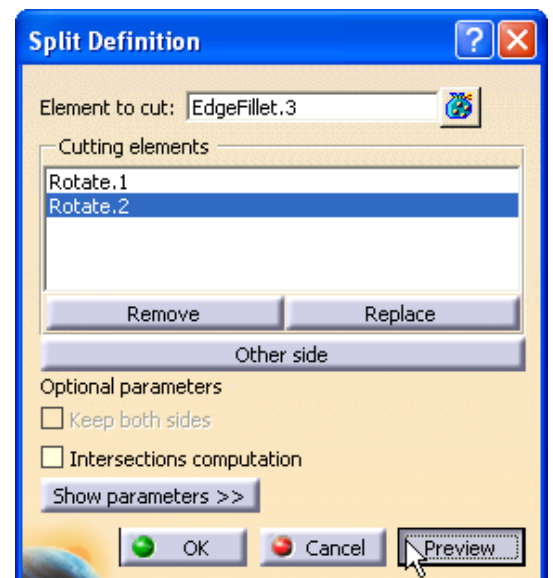 Split Definition
Element to cut: EdgeFillet.3
Cutting elements
Rotate.1
Rotate.2
Remove Replace
Other side
Optional parameters
Keep both sides
Intersections computation
Show parameters >>
OK Cancel Preview